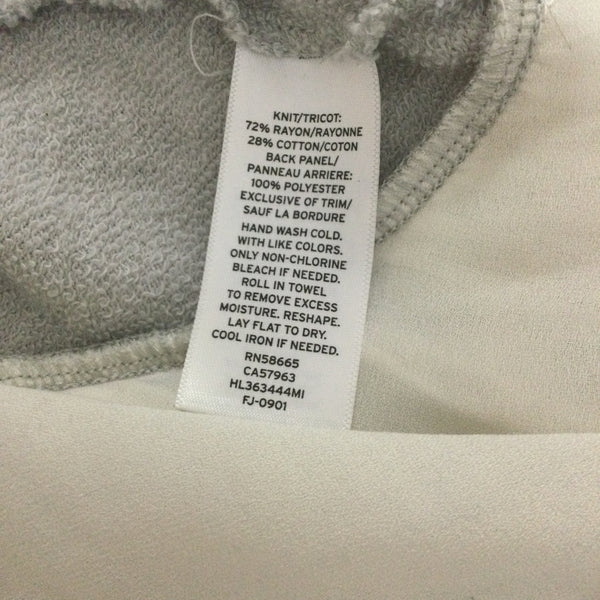 KNIT/TRICOT:
72% RAYON/RAYONNE
28% COTTON/COTON
BACK PANEL/
PANNEAU ARRIERE:
100% POLYESTER
EXCLUSIVE OF TRIM/
SAUF LA BORDURE
HAND WASH COLD.
WITH LIKE COLORS.
ONLY NON-CHLORINE
BLEACH IF NEEDED.
ROLL IN TOWEL
TO REMOVE EXCESS
MOISTURE. RESHAPE.
LAY FLAT TO DRY.
COOL IRON IF NEEDED.
RN58665
CA57963
HL363444MI
FJ-0901